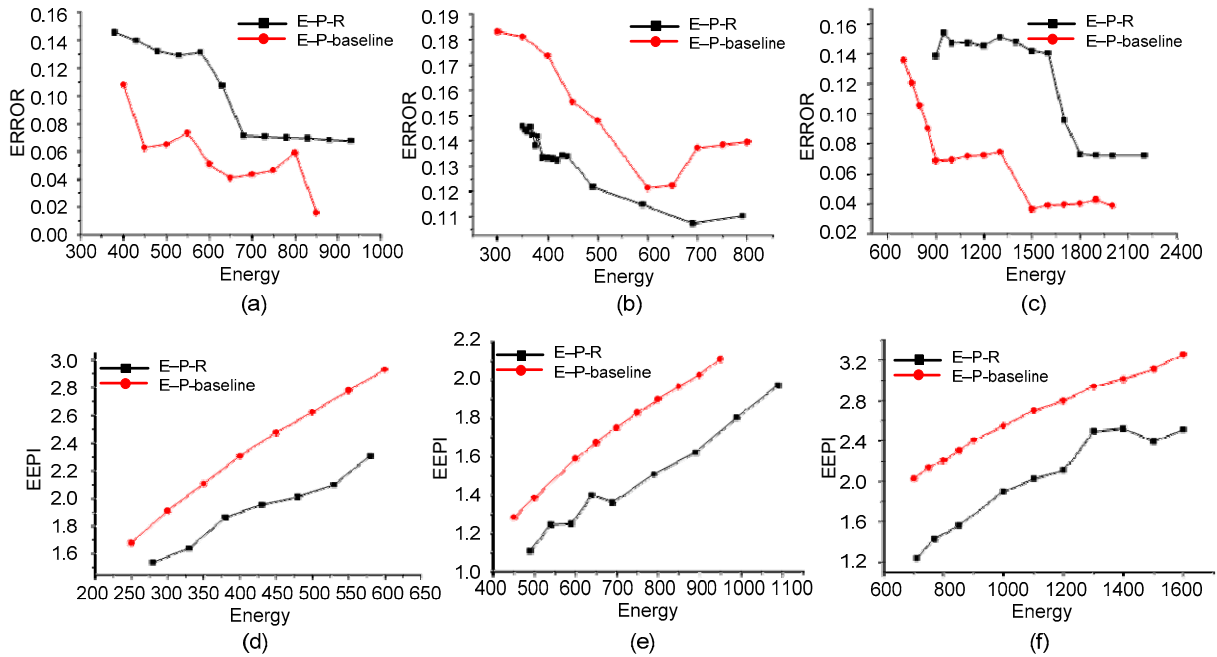 E–P-R
E–P-baseline
0.16
0.14
0.12
0.10
0.08
0.06
0.04
0.02
0.00
ERROR
300 400 500 600 700 800 900 1000
Energy
(a)
E–P-R
E–P-baseline
0.19
0.18
0.17
0.16
0.15
0.14
0.13
0.12
0.11
ERROR
300 400 500 600 700 800
Energy
(b)
E–P-R
E–P-baseline
0.16
0.14
0.12
0.10
0.08
0.06
0.04
0.02
ERROR
600 900 1200 1500 1800 2100 2400
Energy
(c)
E–P-R
E–P-baseline
3.0
2.8
2.6
2.4
2.2
2.0
1.8
1.6
EEPI
200 250 300 350 400 450 500 550 600 650
Energy
(d)
E–P-R
E–P-baseline
2.2
2.0
1.8
1.6
1.4
1.2
1.0
EEPI
400 500 600 700 800 900 1000 1100
Energy
(e)
E–P-R
E–P-baseline
3.2
2.8
2.4
2.0
1.6
1.2
EEPI
600 800 1000 1200 1400 1600
Energy
(f)